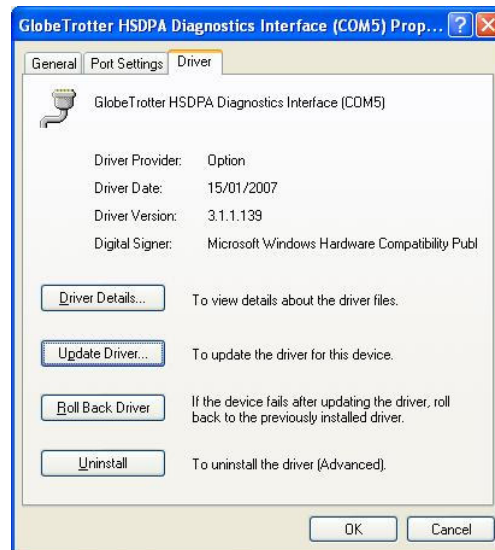 GlobeTrotter HSDPA Diagnostics Interface (COM5) Prop...
General Port Settings Driver
GlobeTrotter HSDPA Diagnostics Interface (COM5)
Driver Provider: Option
Driver Date: 15/01/2007
Driver Version: 3.1.1.139
Digital Signer: Microsoft Windows Hardware Compatibility Publ
Driver Details... To view details about the driver files.
Update Driver... To update the driver for this device.
Roll Back Driver If the device fails after updating the driver, roll
back to the previously installed driver.
Uninstall To uninstall the driver (Advanced).
OK Cancel